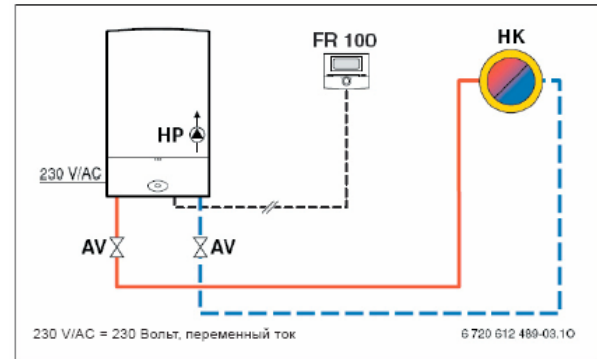 FR 100
HK
HP
230 V/AC
AV
AV
230 V/AC = 230 Вольт, переменный ток
6 720 612 489-03.1O